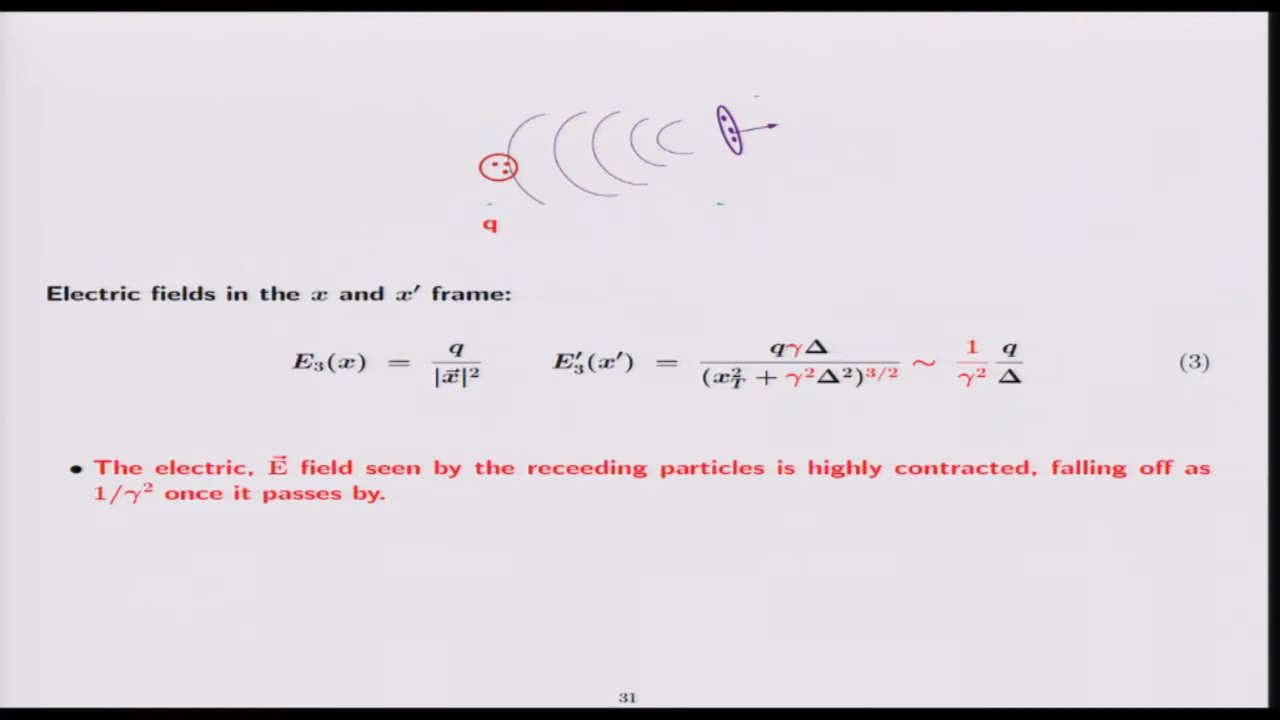 q
Electric fields in the x and x′ frame:
E₃(x) = q / |x⃗|²   E′₃(x′) = qγΔ / (x_T² + γ²Δ²)^{3/2} ∼ 1/γ² q/Δ   (3)
• The electric, E⃗ field seen by the receeding particles is highly contracted, falling off as
1/γ² once it passes by.
31